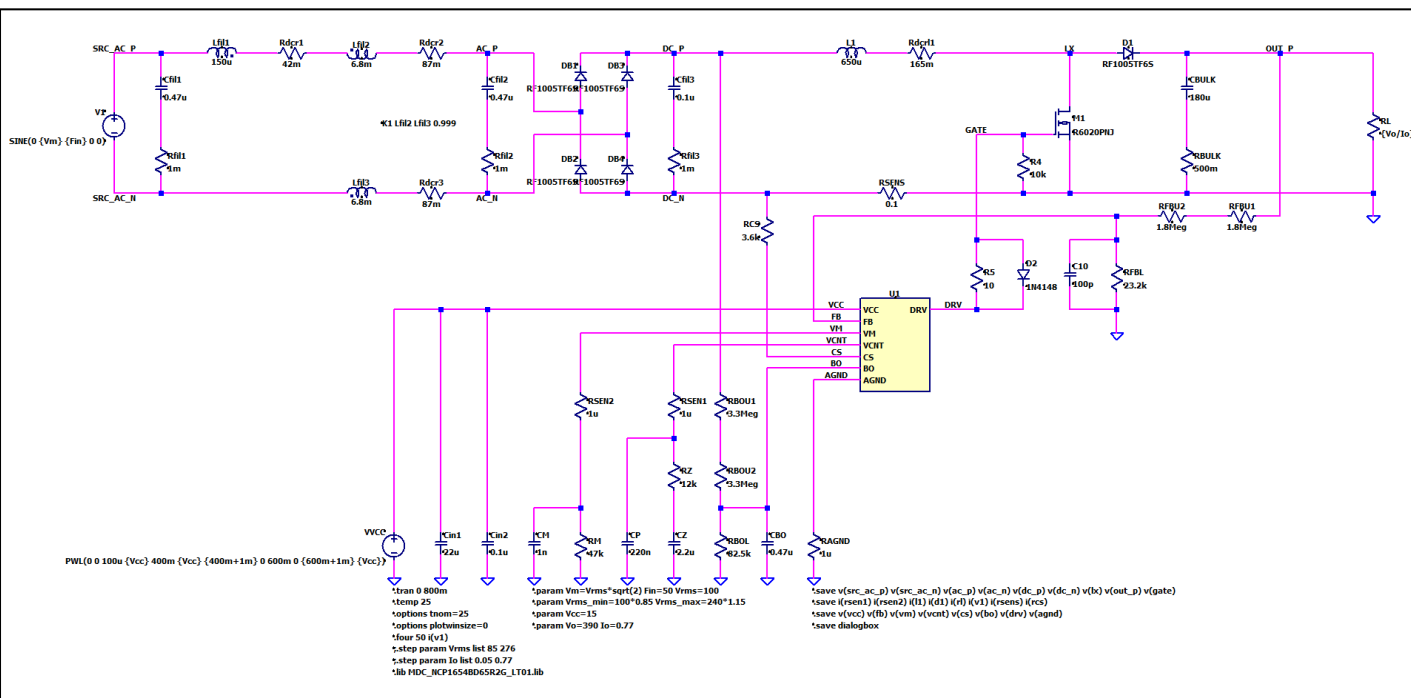 SRC_AC_P
Lfil1
150u
Rdcr1
42m
Lfil2
6.8m
Rdcr2
87m
AC_P
DB1
RF1005TF6S
DB3
RF1005TF6S
DC_P
L1
650u
Rdcrl1
165m
LX
D1
RF1005TF6S
OUT_P
Cfil1
0.47u
Cfil2
0.47u
Cfil3
0.1u
CBULK
180u
V1
SINE(0 {Vm} {Fin} 0 0)
K1 Lfil2 Lfil3 0.999
GATE
M1
R6020PNJ
RL
{Vo/Io}
Rfil1
1m
Rfil2
1m
DB2
RF1005TF6S
DB4
RF1005TF6S
Rfil3
1m
R4
10k
RBULK
500m
SRC_AC_N
Lfil3
6.8m
Rdcr3
87m
AC_N
DC_N
RSENS
0.1
RCS
3.6k
RFBU2
1.8Meg
RFBU1
1.8Meg
R5
10
D2
1N4148
C10
100p
RFBL
23.2k
U1
VCC
FB
VM
VCNT
CS
BO
AGND
VCC
FB
VM
VCNT
CS
BO
AGND
DRV
DRV
RSEN2
1u
RSEN1
1u
RBOU1
3.3Meg
RZ
12k
RBOU2
3.3Meg
VVCC
PWL(0 0 100u {Vcc} 400m {Vcc} {400m+1m} 0 600m 0 {600m+1m} {Vcc})
Cin1
22u
Cin2
0.1u
CM
1n
RM
47k
CP
220n
CZ
2.2u
RBOL
82.5k
CBO
0.47u
RAGND
1u
.tran 0 800m
.temp 25
.options tnom=25
.options plotwinsize=0
.four 50 i(v1)
;.step param Vrms list 85 276
;.step param Io list 0.05 0.77
.lib MDC_NCP1654BD65R2G_LT01.lib
.param Vm=Vrms*sqrt(2) Fin=50 Vrms=100
.param Vrms_min=100*0.85 Vrms_max=240*1.15
.param Vcc=15
.param Vo=390 Io=0.77
.save v(src_ac_p) v(src_ac_n) v(ac_p) v(ac_n) v(dc_p) v(dc_n) v(lx) v(out_p) v(gate)
.save i(rsen1) i(rsen2) i(l1) i(d1) i(rl) i(v1) i(rsens) i(rcs)
.save v(vcc) v(fb) v(vm) v(vcnt) v(cs) v(bo) v(drv) v(agnd)
.save dialogbox